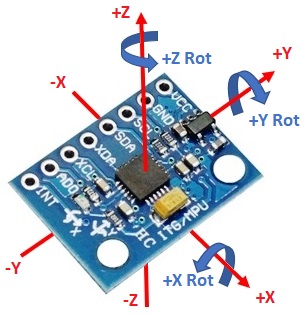 +Z
+Z Rot
+Y
+Y Rot
-X
VCC
GND
SCL
SDA
XDA
XCL
ADO
INT
X
Y
ITG/MPU
-Y
-Z
+X Rot
+X